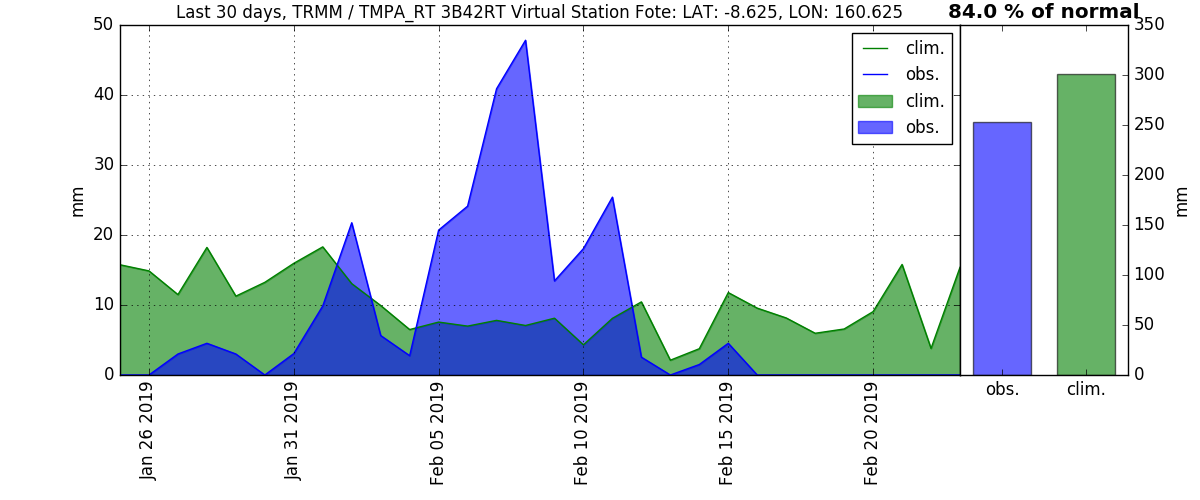 Last 30 days, TRMM / TMPA_RT 3B42RT Virtual Station Fote: LAT: -8.625, LON: 160.625
84.0 % of normal
50
40
30
20
10
0
mm
clim.
obs.
clim.
obs.
Jan 26 2019
Jan 31 2019
Feb 05 2019
Feb 10 2019
Feb 15 2019
Feb 20 2019
350
300
250
200
150
100
50
0
mm
obs.
clim.